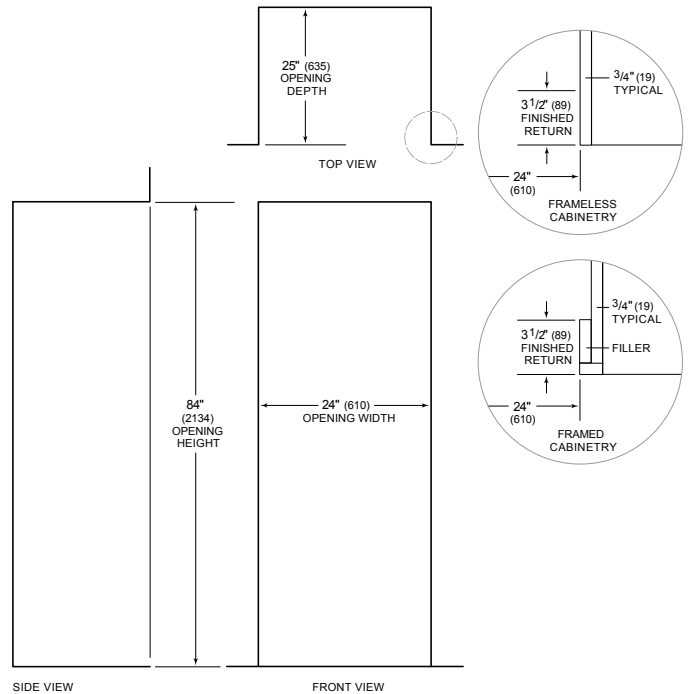 25" (635)
OPENING
DEPTH
TOP VIEW
3/4" (19)
TYPICAL
3 1/2" (89)
FINISHED
RETURN
24"
(610)
FRAMELESS
CABINETRY
3/4" (19)
TYPICAL
3 1/2" (89)
FINISHED
RETURN
FILLER
24"
(610)
FRAMED
CABINETRY
84"
(2134)
OPENING
HEIGHT
24" (610)
OPENING WIDTH
SIDE VIEW
FRONT VIEW